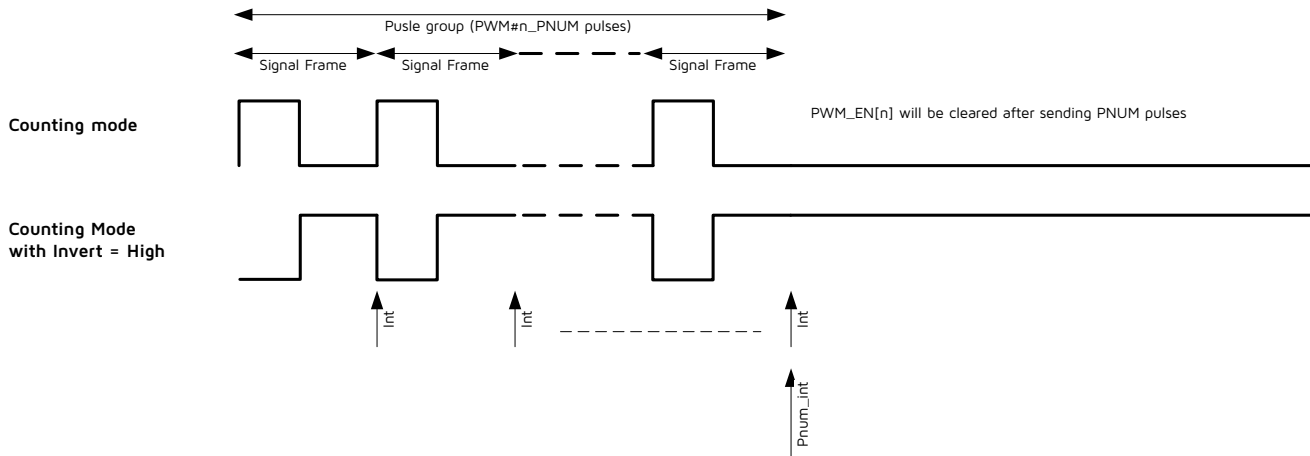 Pusle group (PWM#n_PNUM pulses)
Signal Frame
Signal Frame
Signal Frame
Counting mode
PWM_EN[n] will be cleared after sending PNUM pulses
Counting Mode
with Invert = High
Int
Int
Int
Pnum_int